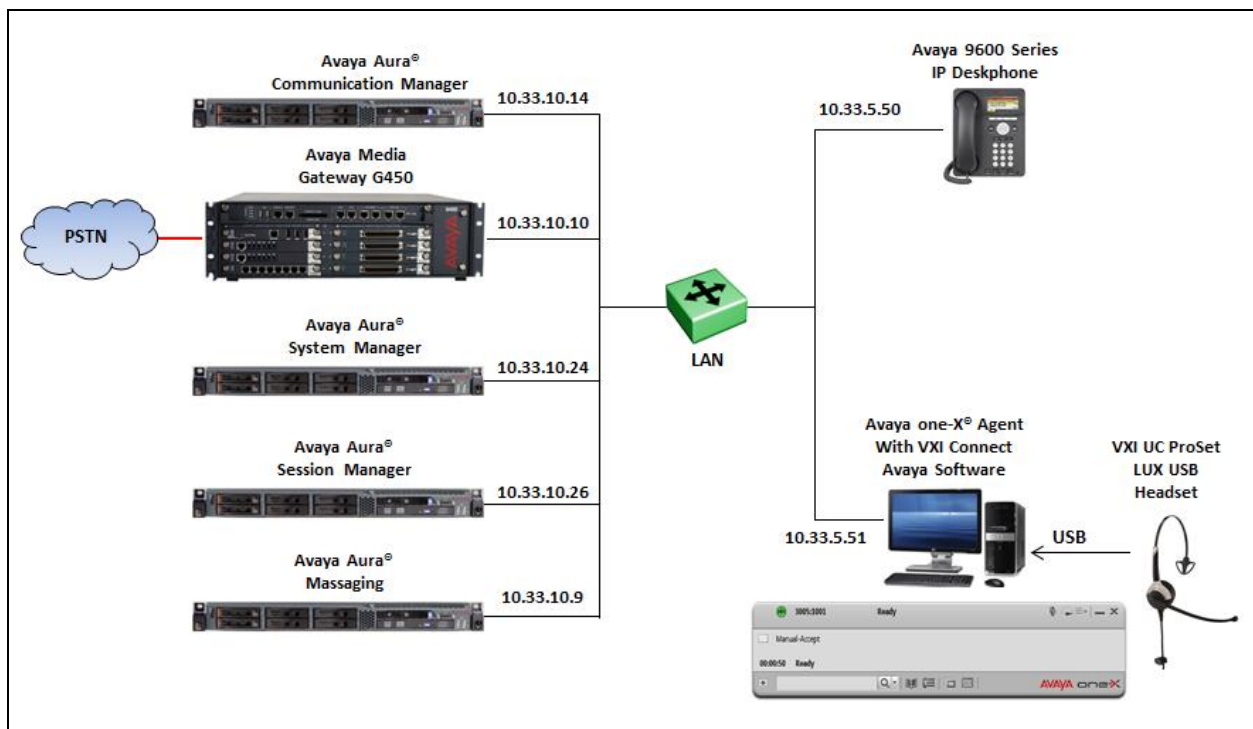 Avaya Aura®
Communication Manager
10.33.10.14
Avaya Media
Gateway G450
10.33.10.10
PSTN
AVAYA
Avaya Aura®
System Manager
10.33.10.24
Avaya Aura®
Session Manager
10.33.10.26
Avaya Aura®
Massaging
10.33.10.9
LAN
Avaya 9600 Series
IP Deskphone
10.33.5.50
Avaya one-X® Agent
With VXI Connect
Avaya Software
10.33.5.51
USB
VXI UC ProSet
LUX USB
Headset
3005:3001
Ready
Manual-Accept
00:00:50 Ready
AVAYA one-X